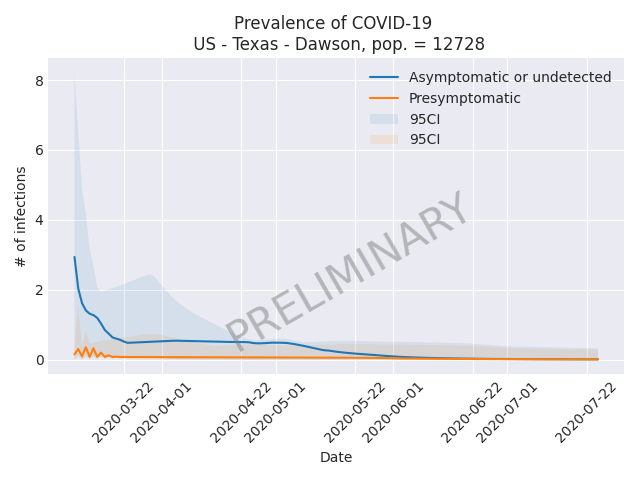 Prevalence of COVID-19
US - Texas - Dawson, pop. = 12728
Asymptomatic or undetected
Presymptomatic
95CI
95CI
8
6
4
2
0
# of infections
PRELIMINARY
2020-03-22
2020-04-01
2020-04-22
2020-05-01
2020-05-22
2020-06-01
2020-06-22
2020-07-01
2020-07-22
Date